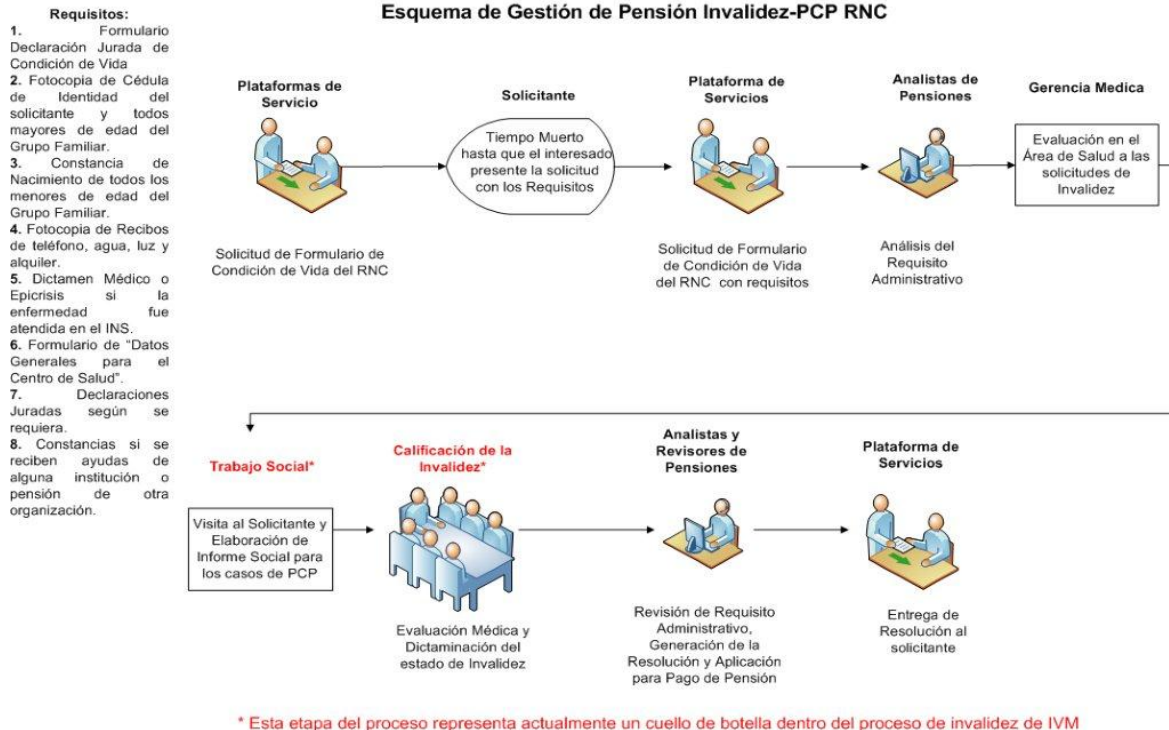 Esquema de Gestión de Pensión Invalidez-PCP RNC
Requisitos:
1. Formulario
Declaración Jurada de
Condición de Vida
2. Fotocopia de Cédula
de Identidad del
solicitante y todos
mayores de edad del
Grupo Familiar.
3. Constancia de
Nacimiento de todos los
menores de edad del
Grupo Familiar.
4. Fotocopia de Recibos
de teléfono, agua, luz y
alquiler.
5. Dictamen Médico o
Epicrisis si la
enfermedad fue
atendida en el INS.
6. Formulario de "Datos
Generales para el
Centro de Salud".
7. Declaraciones
Juradas según se
requiera.
8. Constancias si se
reciben ayudas de
alguna institución o
pensión de otra
organización.
Plataformas de
Servicio
Solicitud de Formulario de
Condición de Vida del RNC
Solicitante
Tiempo Muerto
hasta que el interesado
presente la solicitud
con los Requisitos
Plataforma de
Servicios
Solicitud de Formulario
de Condición de Vida
del RNC con requisitos
Analistas de
Pensiones
Análisis del
Requisito
Administrativo
Gerencia Medica
Evaluación en el
Área de Salud a las
solicitudes de
Invalidez
Trabajo Social*
Visita al Solicitante y
Elaboración de
Informe Social para
los casos de PCP
Calificación de la
Invalidez*
Evaluación Médica y
Dictaminación del
estado de Invalidez
Analistas y
Revisores de
Pensiones
Revisión de Requisito
Administrativo,
Generación de la
Resolución y Aplicación
para Pago de Pensión
Plataforma de
Servicios
Entrega de
Resolución al
solicitante
* Esta etapa del proceso representa actualmente un cuello de botella dentro del proceso de invalidez de IVM